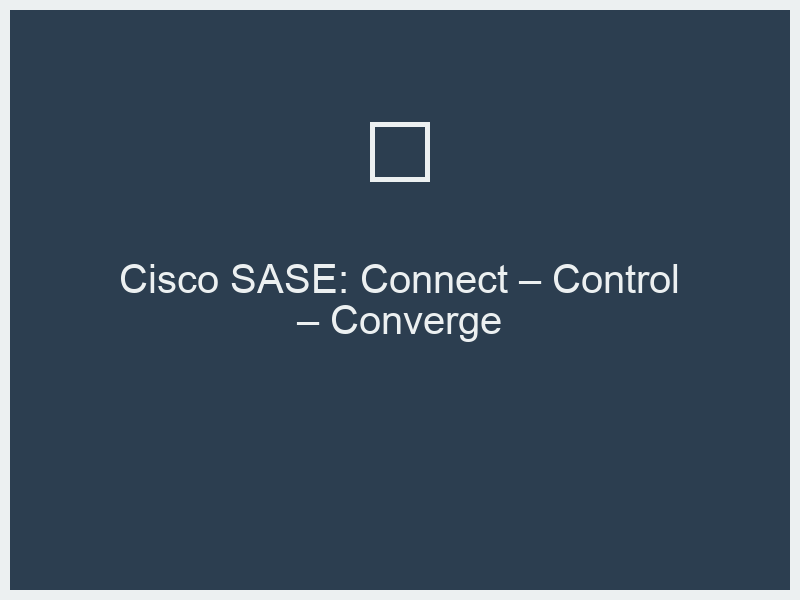 Cisco SASE: Connect – Control
– Converge